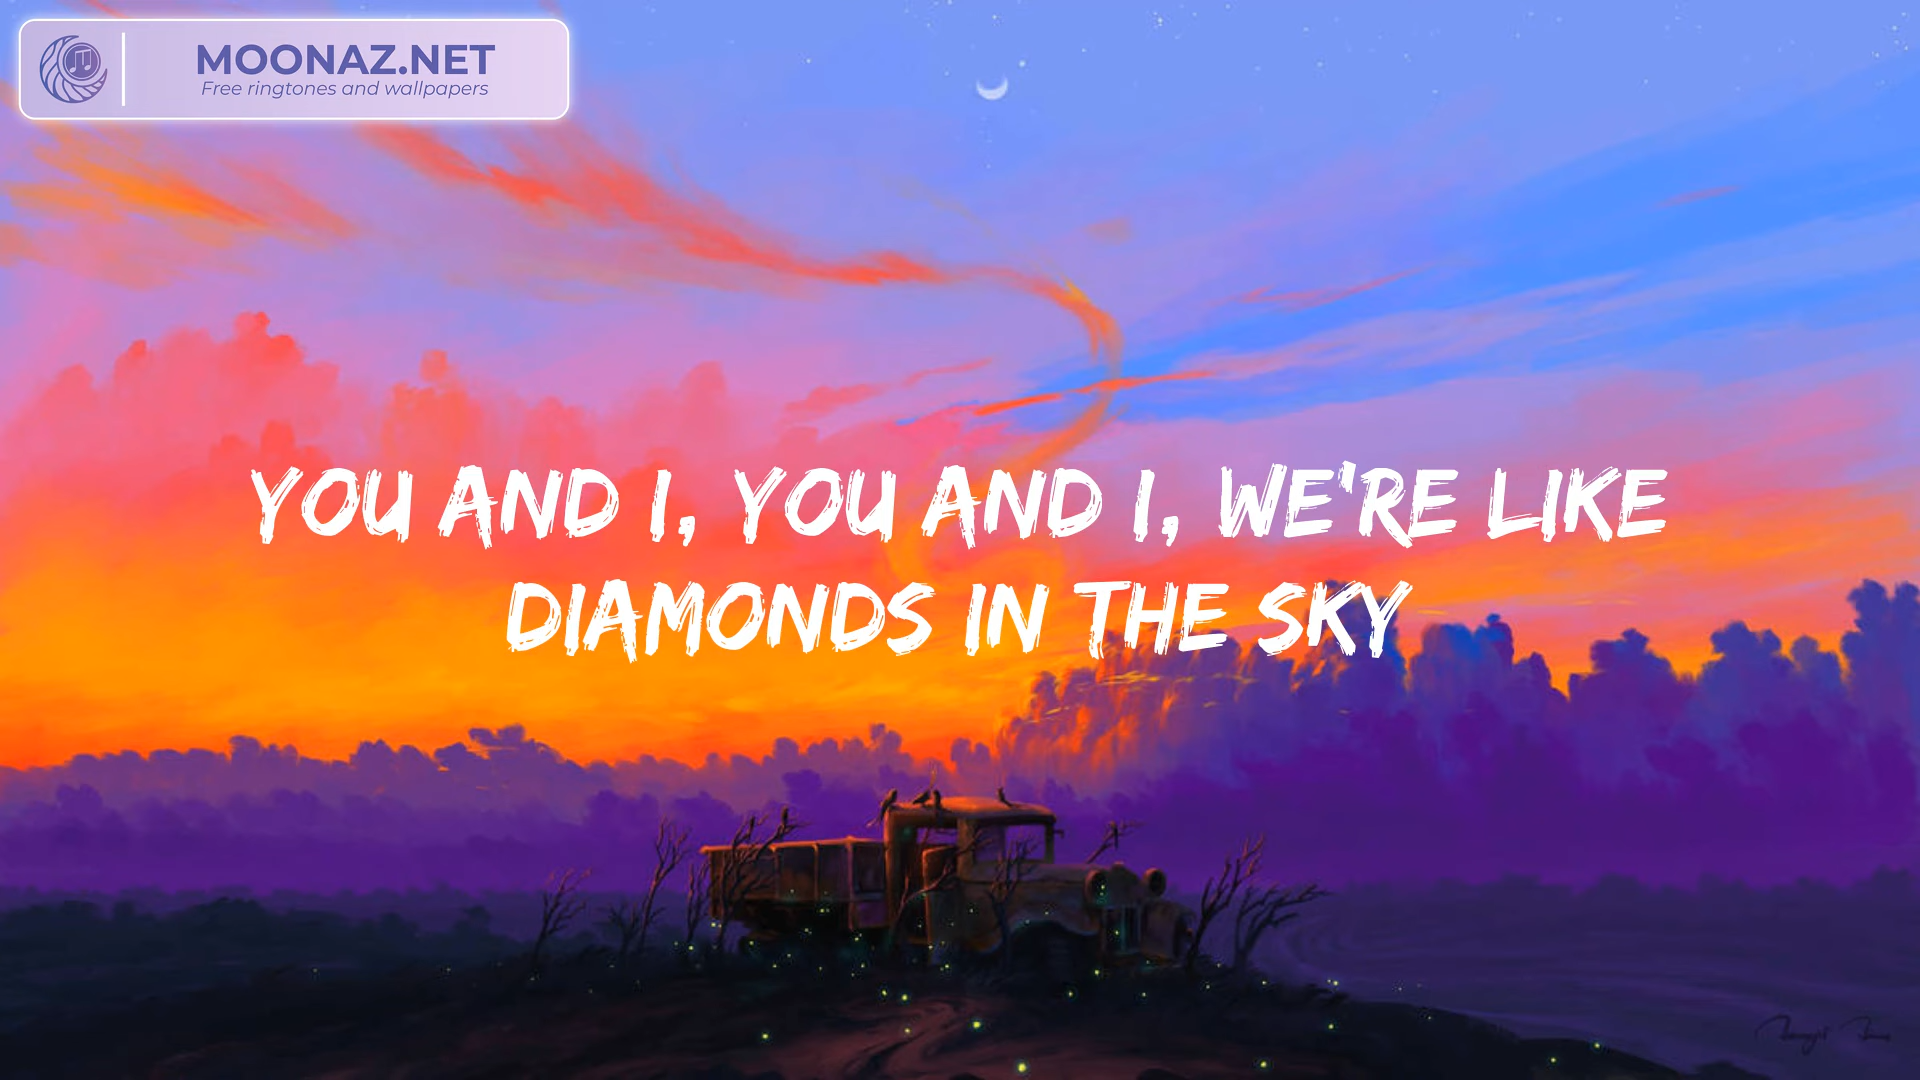 MOONAZ.NET
Free ringtones and wallpapers
YOU AND I, YOU AND I, WE'RE LIKE
DIAMONDS IN THE SKY